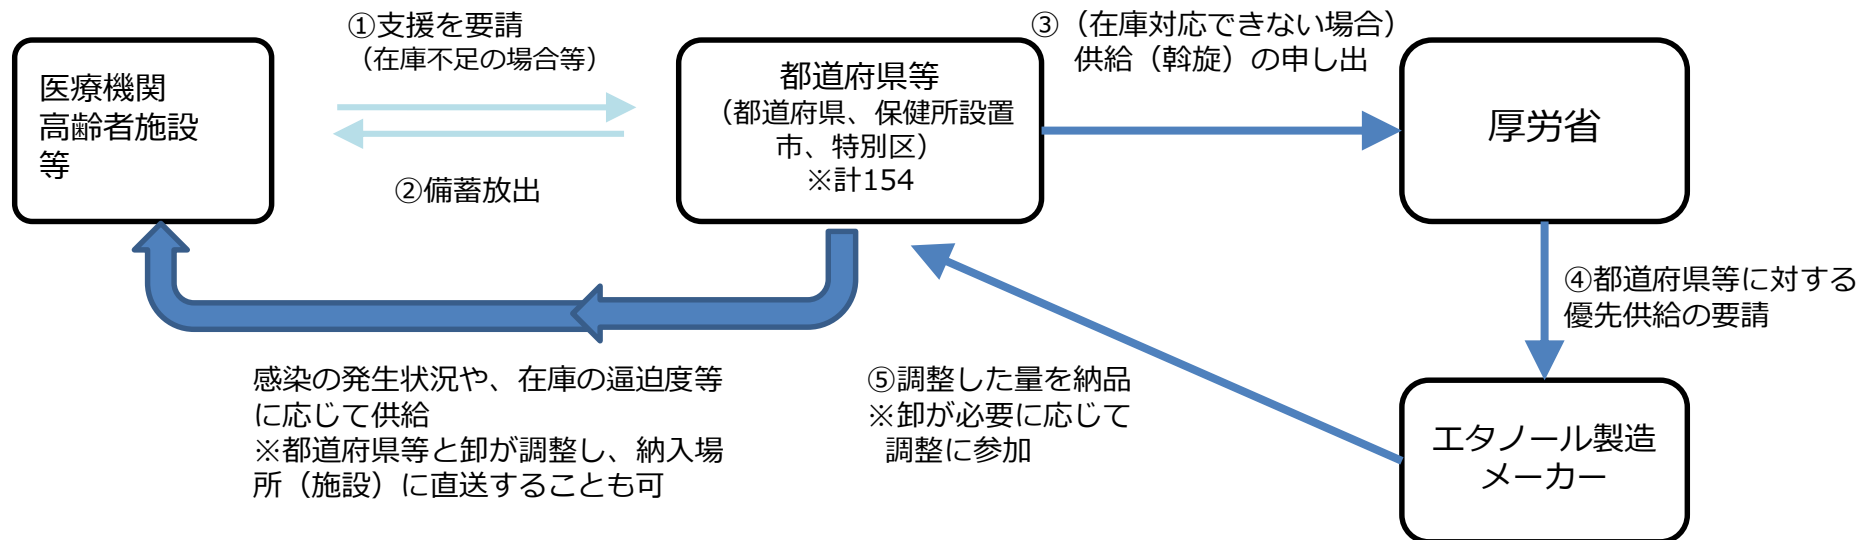 ①支援を要請
（在庫不足の場合等）
③（在庫対応できない場合）
供給（斡旋）の申し出
医療機関
高齢者施設
等
都道府県等
（都道府県、保健所設置
市、特別区）
※計154
厚労省
②備蓄放出
④都道府県等に対する
優先供給の要請
感染の発生状況や、在庫の逼迫度等
に応じて供給
※都道府県等と卸が調整し、納入場
所（施設）に直送することも可
⑤調整した量を納品
※卸が必要に応じて
調整に参加
エタノール製造
メーカー